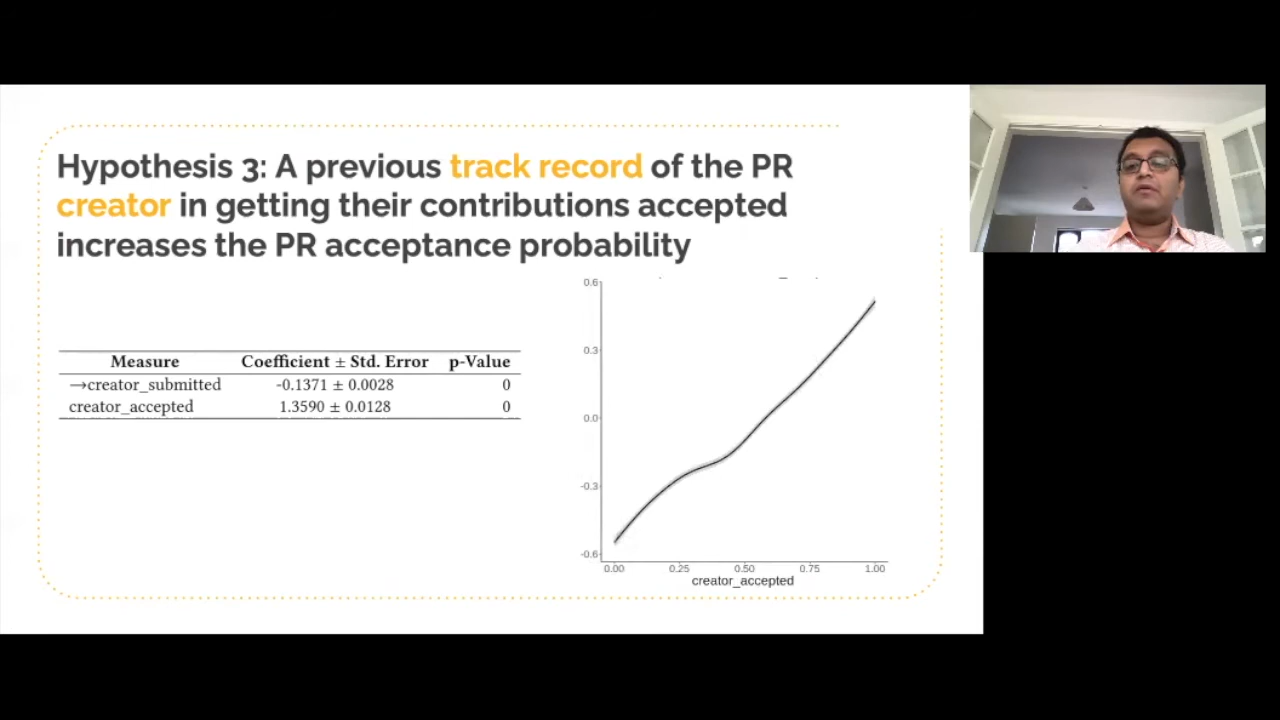 Hypothesis 3: A previous track record of the PR
creator in getting their contributions accepted
increases the PR acceptance probability
Measure Coefficient ± Std. Error p-Value
→creator_submitted -0.1371 ± 0.0028 0
creator_accepted 1.3590 ± 0.0128 0
0.6
0.3
0.0
-0.3
-0.6
0.00 0.25 0.50 0.75 1.00
creator_accepted